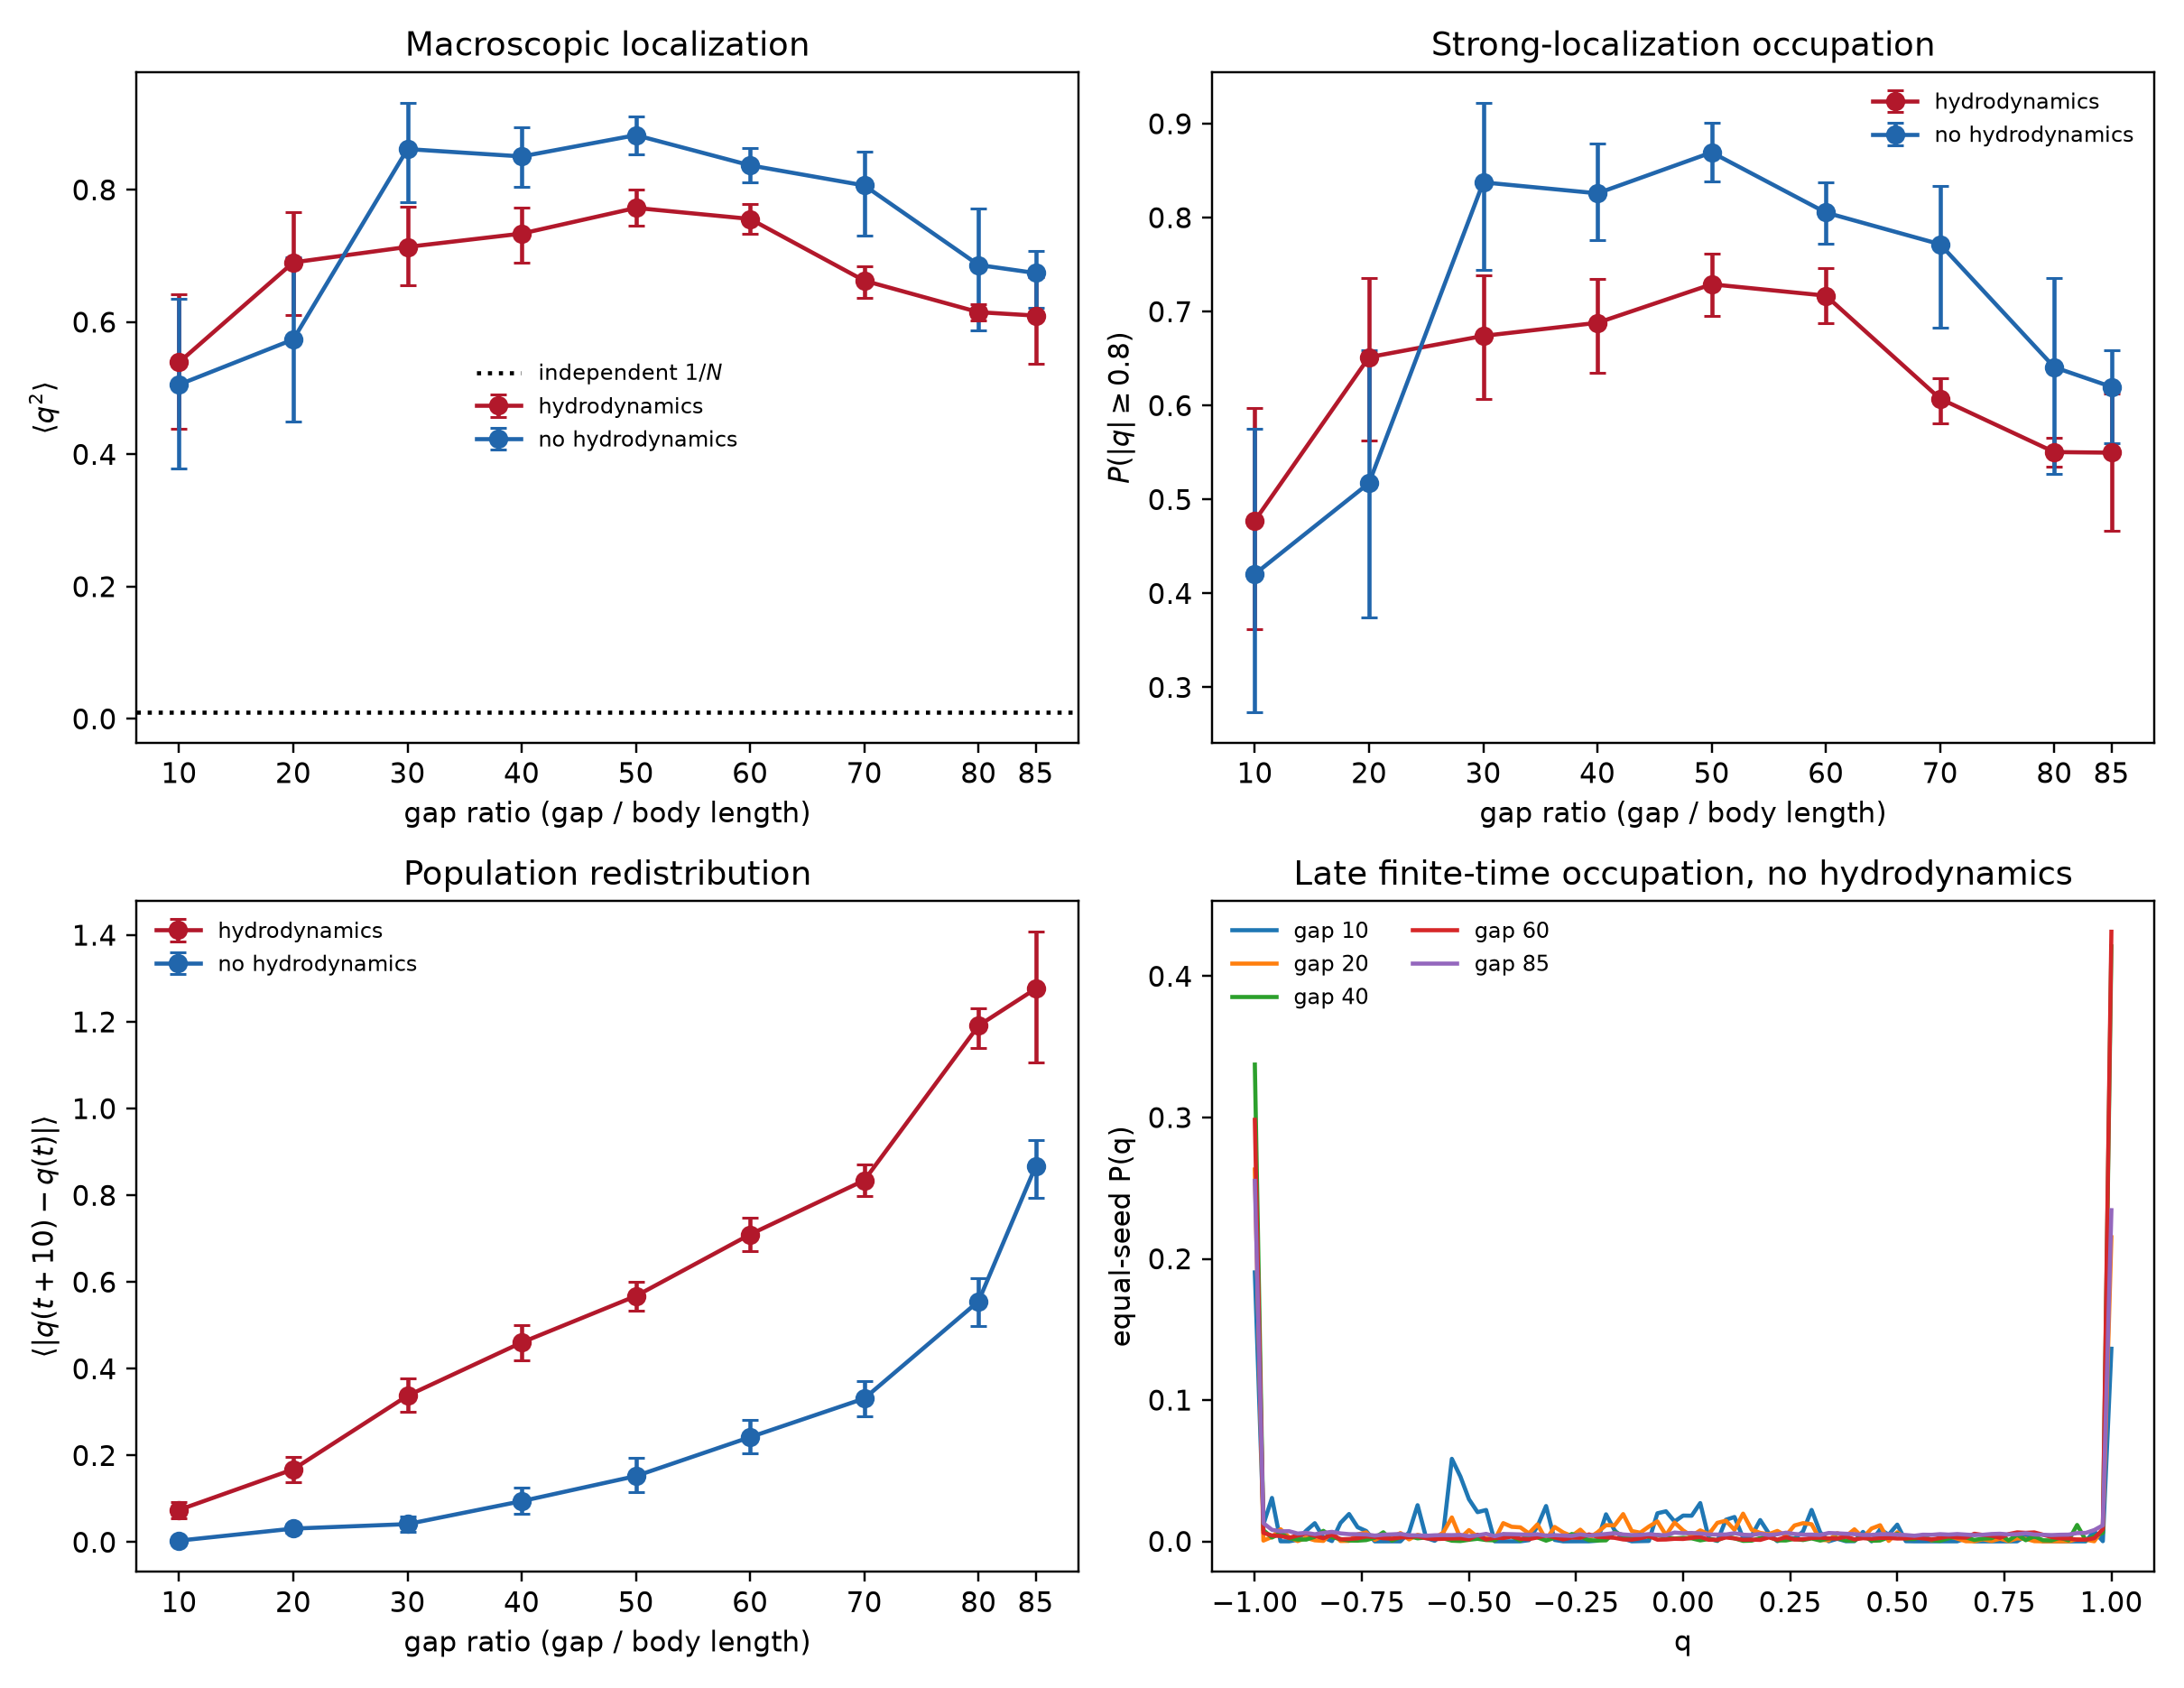 Macroscopic localization
⟨q²⟩
0.8
0.6
0.4
0.2
0.0
independent 1/N
hydrodynamics
no hydrodynamics
10 20 30 40 50 60 70 80 85
gap ratio (gap / body length)
Strong-localization occupation
P(|q| ≥ 0.8)
0.9
0.8
0.7
0.6
0.5
0.4
0.3
hydrodynamics
no hydrodynamics
10 20 30 40 50 60 70 80 85
gap ratio (gap / body length)
Population redistribution
⟨|q(t + 10) − q(t)|⟩
1.4
1.2
1.0
0.8
0.6
0.4
0.2
0.0
hydrodynamics
no hydrodynamics
10 20 30 40 50 60 70 80 85
gap ratio (gap / body length)
Late finite-time occupation, no hydrodynamics
equal-seed P(q)
0.4
0.3
0.2
0.1
0.0
gap 10
gap 20
gap 40
gap 60
gap 85
−1.00 −0.75 −0.50 −0.25 0.00 0.25 0.50 0.75 1.00
q